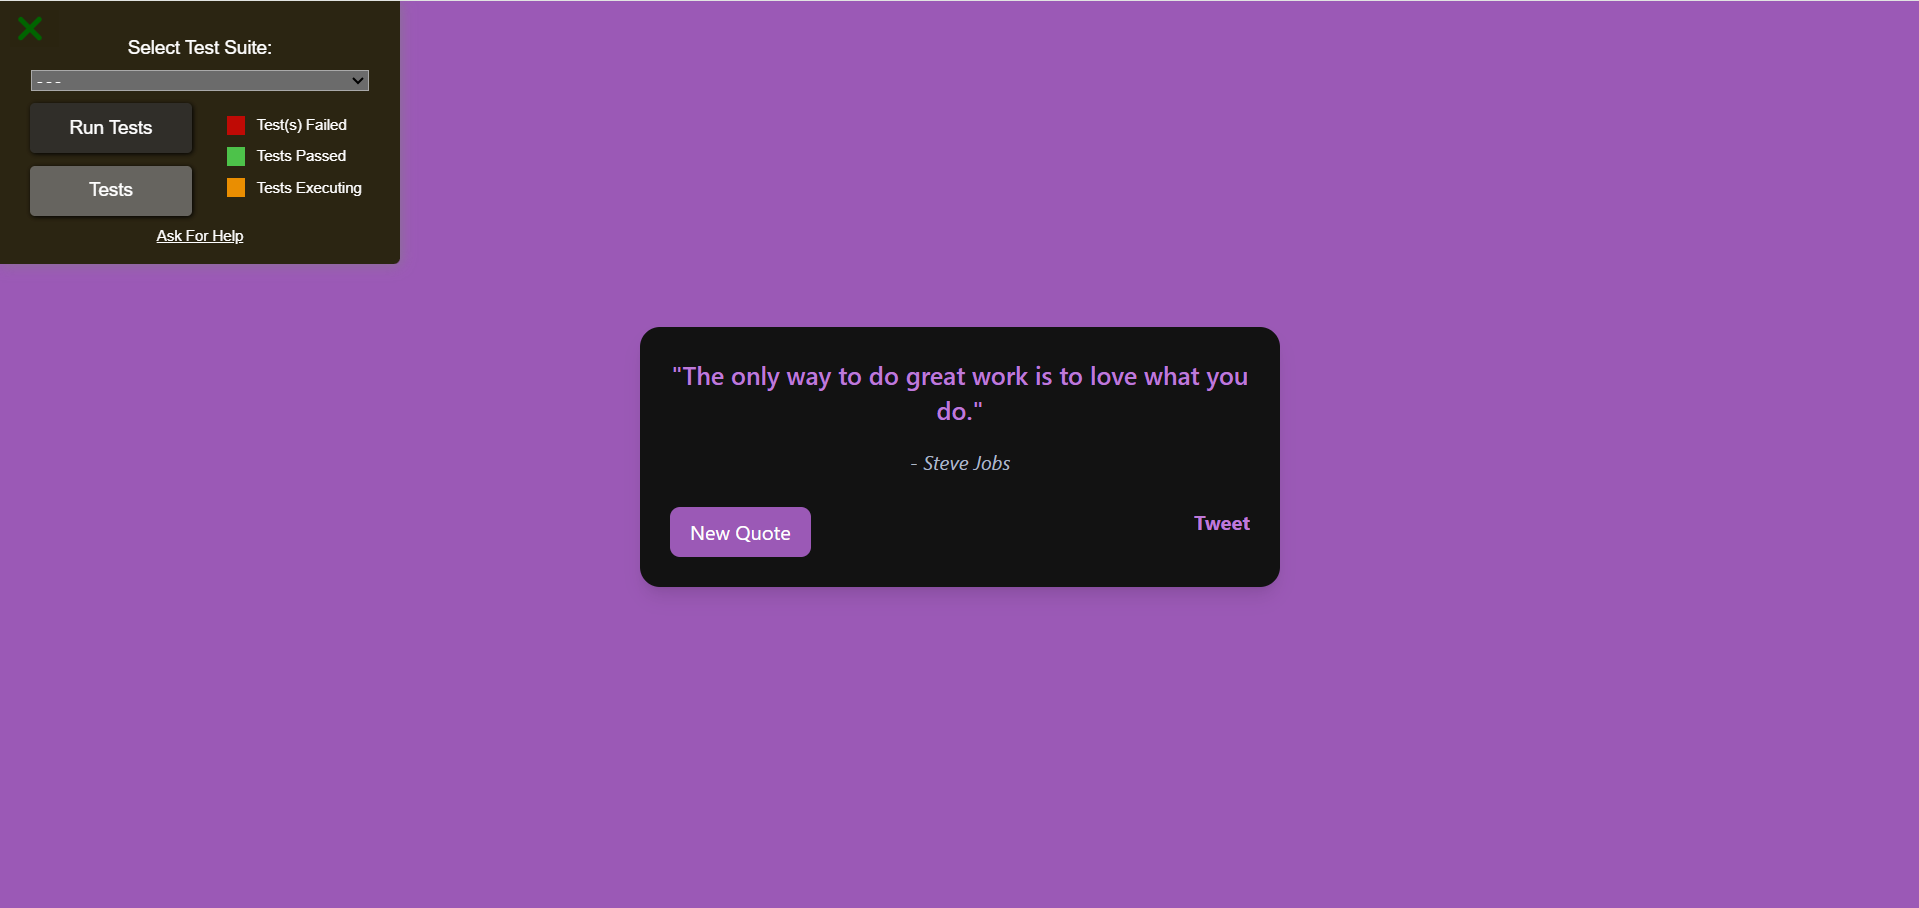 Select Test Suite:
- - -
Run Tests
Test(s) Failed
Tests Passed
Tests
Tests Executing
Ask For Help
"The only way to do great work is to love what you
do."
- Steve Jobs
New Quote
Tweet